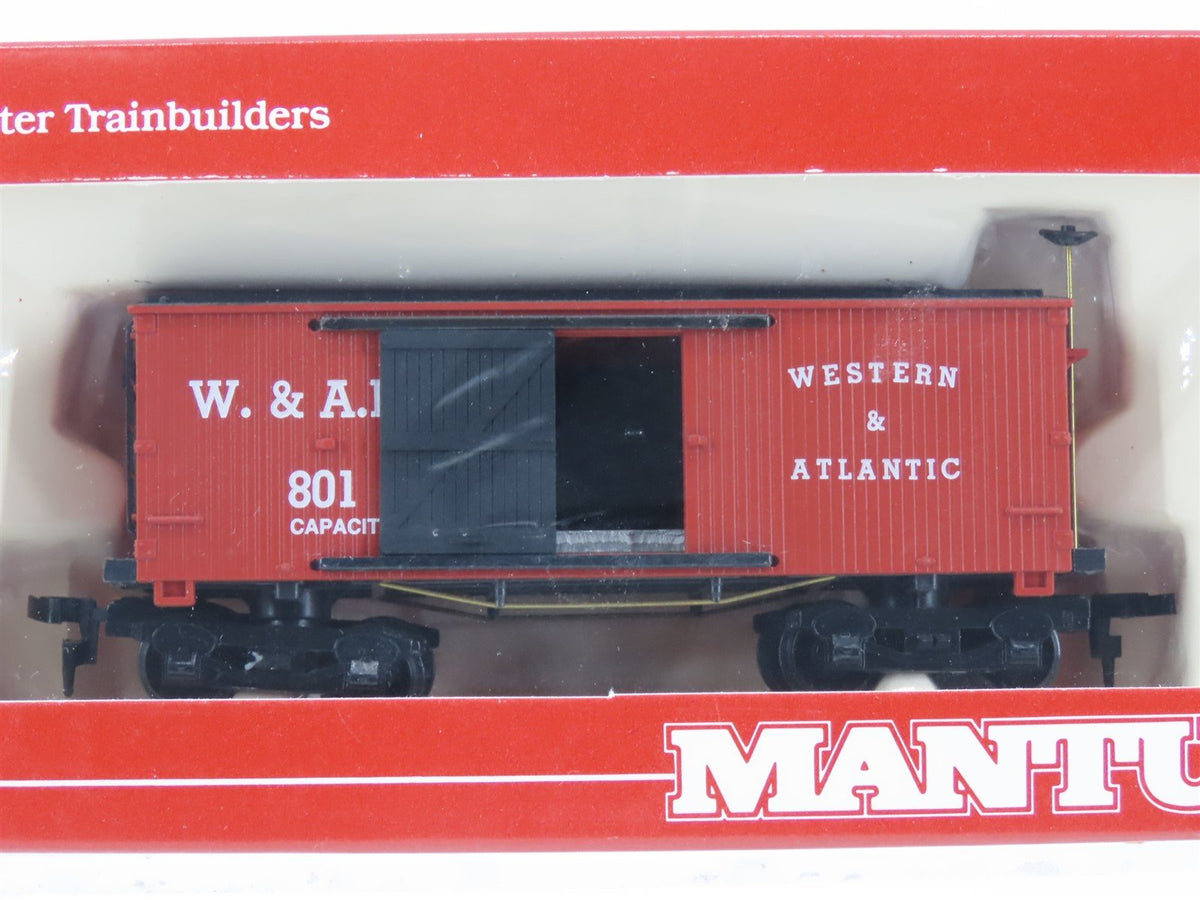 ter Trainbuilders
W. & A.
801
CAPACIT
WESTERN
&
ATLANTIC
MANTU